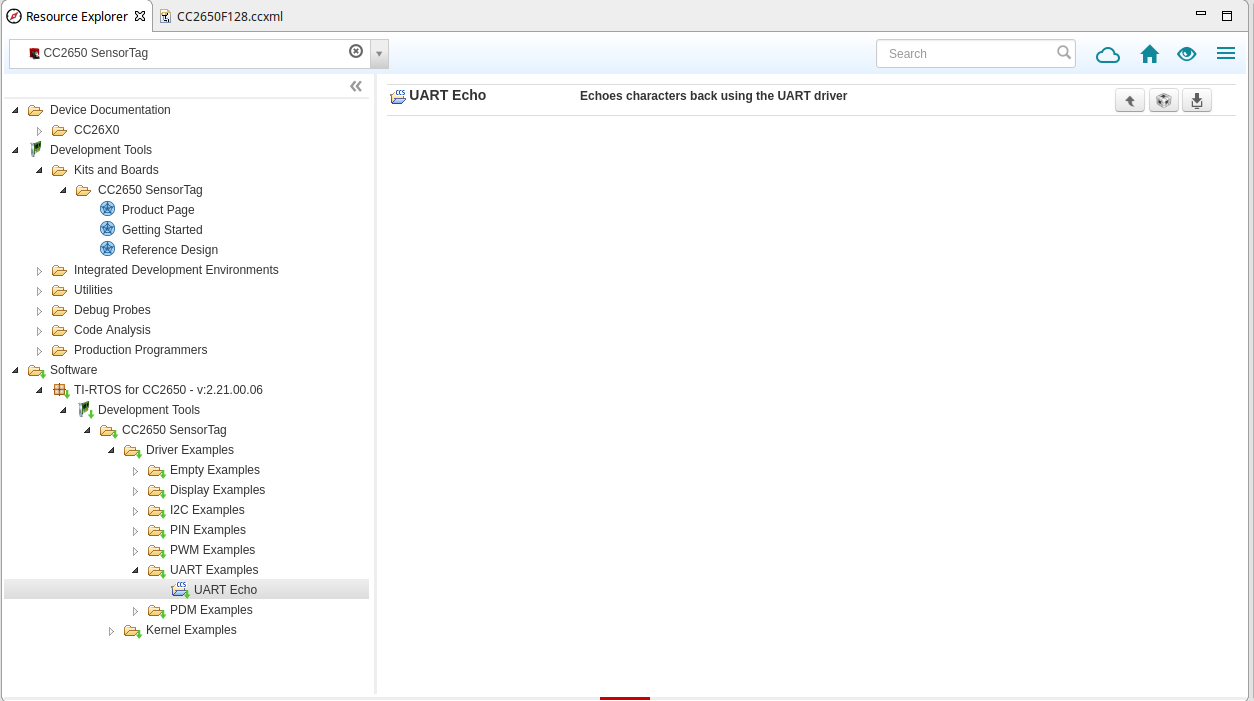 Resource Explorer
CC2650F128.ccxml
CC2650 SensorTag
Search
UART Echo
Echoes characters back using the UART driver
Device Documentation
CC26X0
Development Tools
Kits and Boards
CC2650 SensorTag
Product Page
Getting Started
Reference Design
Integrated Development Environments
Utilities
Debug Probes
Code Analysis
Production Programmers
Software
TI-RTOS for CC2650 - v:2.21.00.06
Development Tools
CC2650 SensorTag
Driver Examples
Empty Examples
Display Examples
I2C Examples
PIN Examples
PWM Examples
UART Examples
CCS
UART Echo
PDM Examples
Kernel Examples